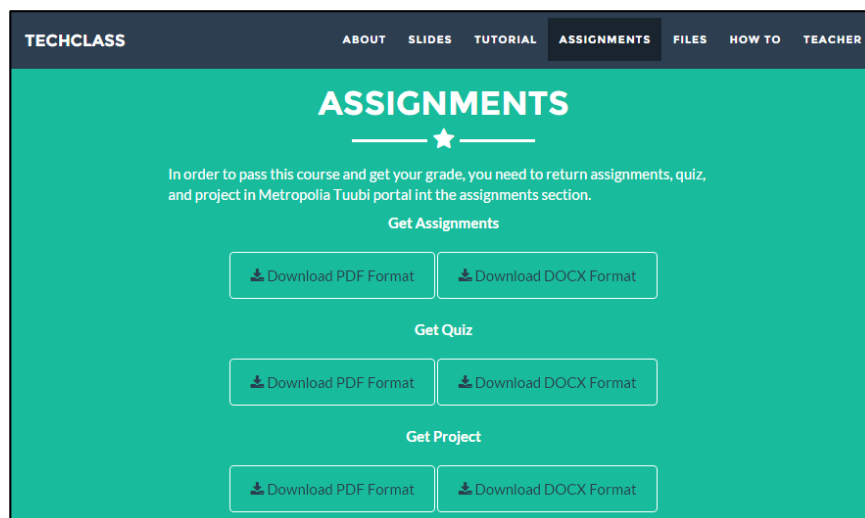 TECHCLASS ABOUT SLIDES TUTORIAL ASSIGNMENTS FILES HOW TO TEACHER
ASSIGNMENTS
In order to pass this course and get your grade, you need to return assignments, quiz,
and project in Metropolia Tuubi portal int the assignments section.
Get Assignments
Download PDF Format Download DOCX Format
Get Quiz
Download PDF Format Download DOCX Format
Get Project
Download PDF Format Download DOCX Format